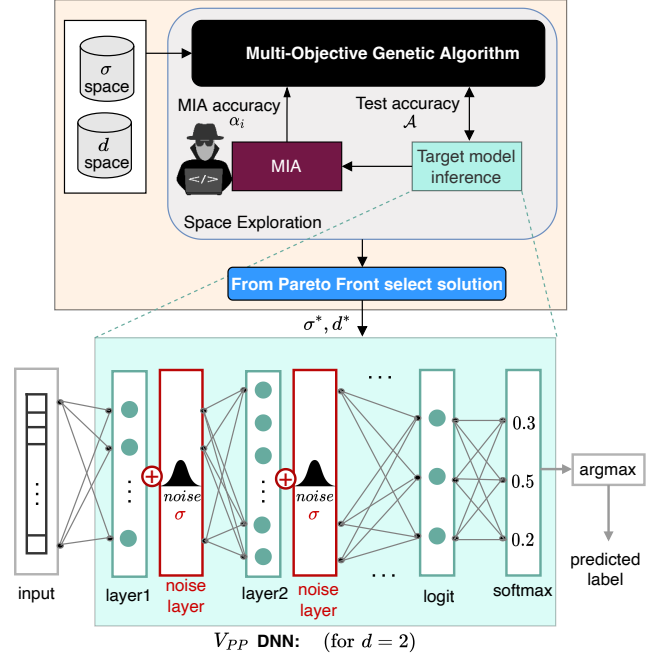 σ
space
d
space
Multi-Objective Genetic Algorithm
MIA accuracy
α_i
Test accuracy
𝒜
</>
MIA
Target model
inference
Space Exploration
From Pareto Front select solution
σ*, d*
...
0.3
0.5
0.2
argmax
noise
σ
noise
σ
predicted
label
input
layer1
noise
layer
layer2
noise
layer
...
logit
softmax
V_PP DNN: (for d = 2)